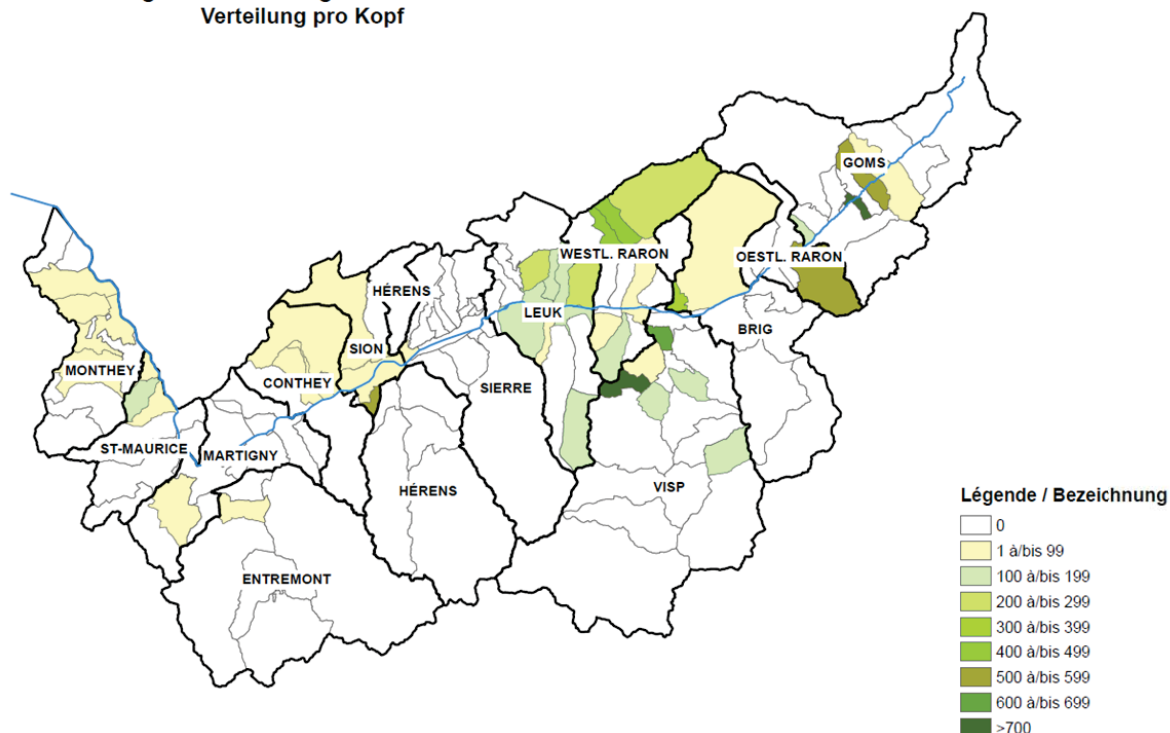 Verteilung pro Kopf
GOMS
WESTL. RARON
OESTL. RARON
HÉRENS
LEUK
BRIG
SION
MONTHEY
CONTHEY
SIERRE
ST-MAURICE
MARTIGNY
HÉRENS
VISP
ENTREMONT
Légende / Bezeichnung
0
1 à/bis 99
100 à/bis 199
200 à/bis 299
300 à/bis 399
400 à/bis 499
500 à/bis 599
600 à/bis 699
>700